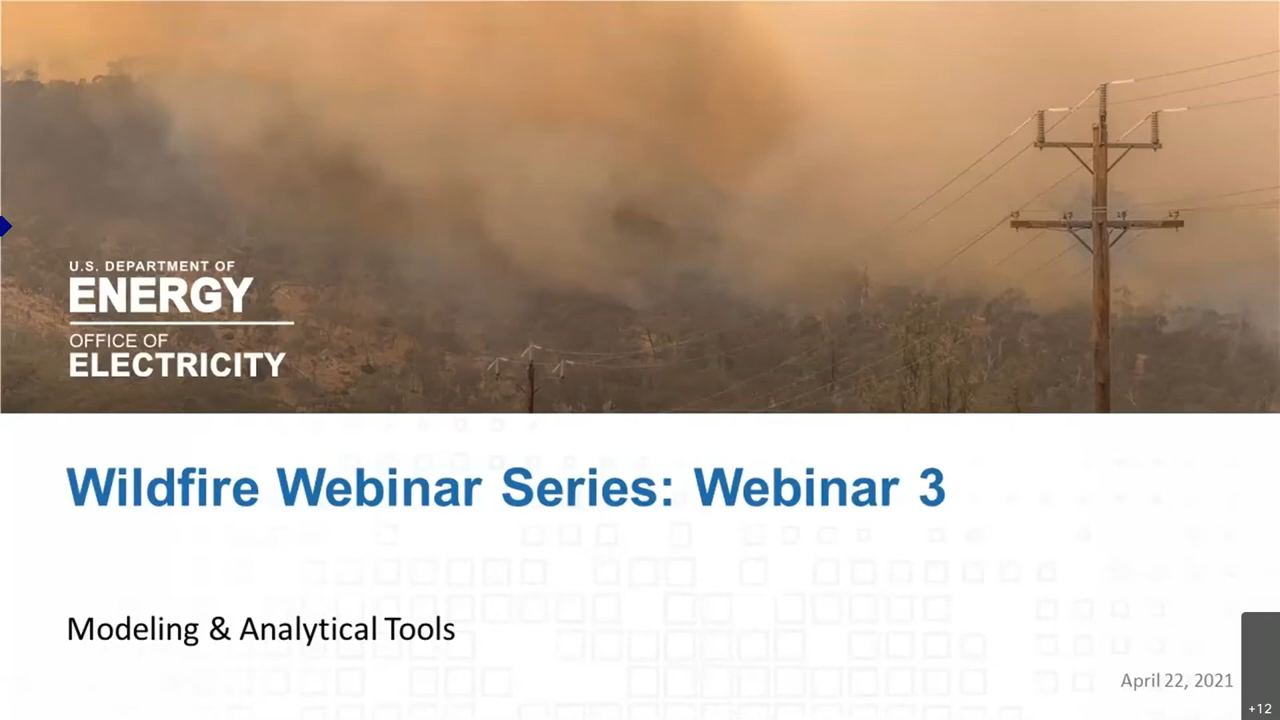 U.S. DEPARTMENT OF
ENERGY
OFFICE OF
ELECTRICITY
Wildfire Webinar Series: Webinar 3
Modeling & Analytical Tools
April 22, 2021
+12